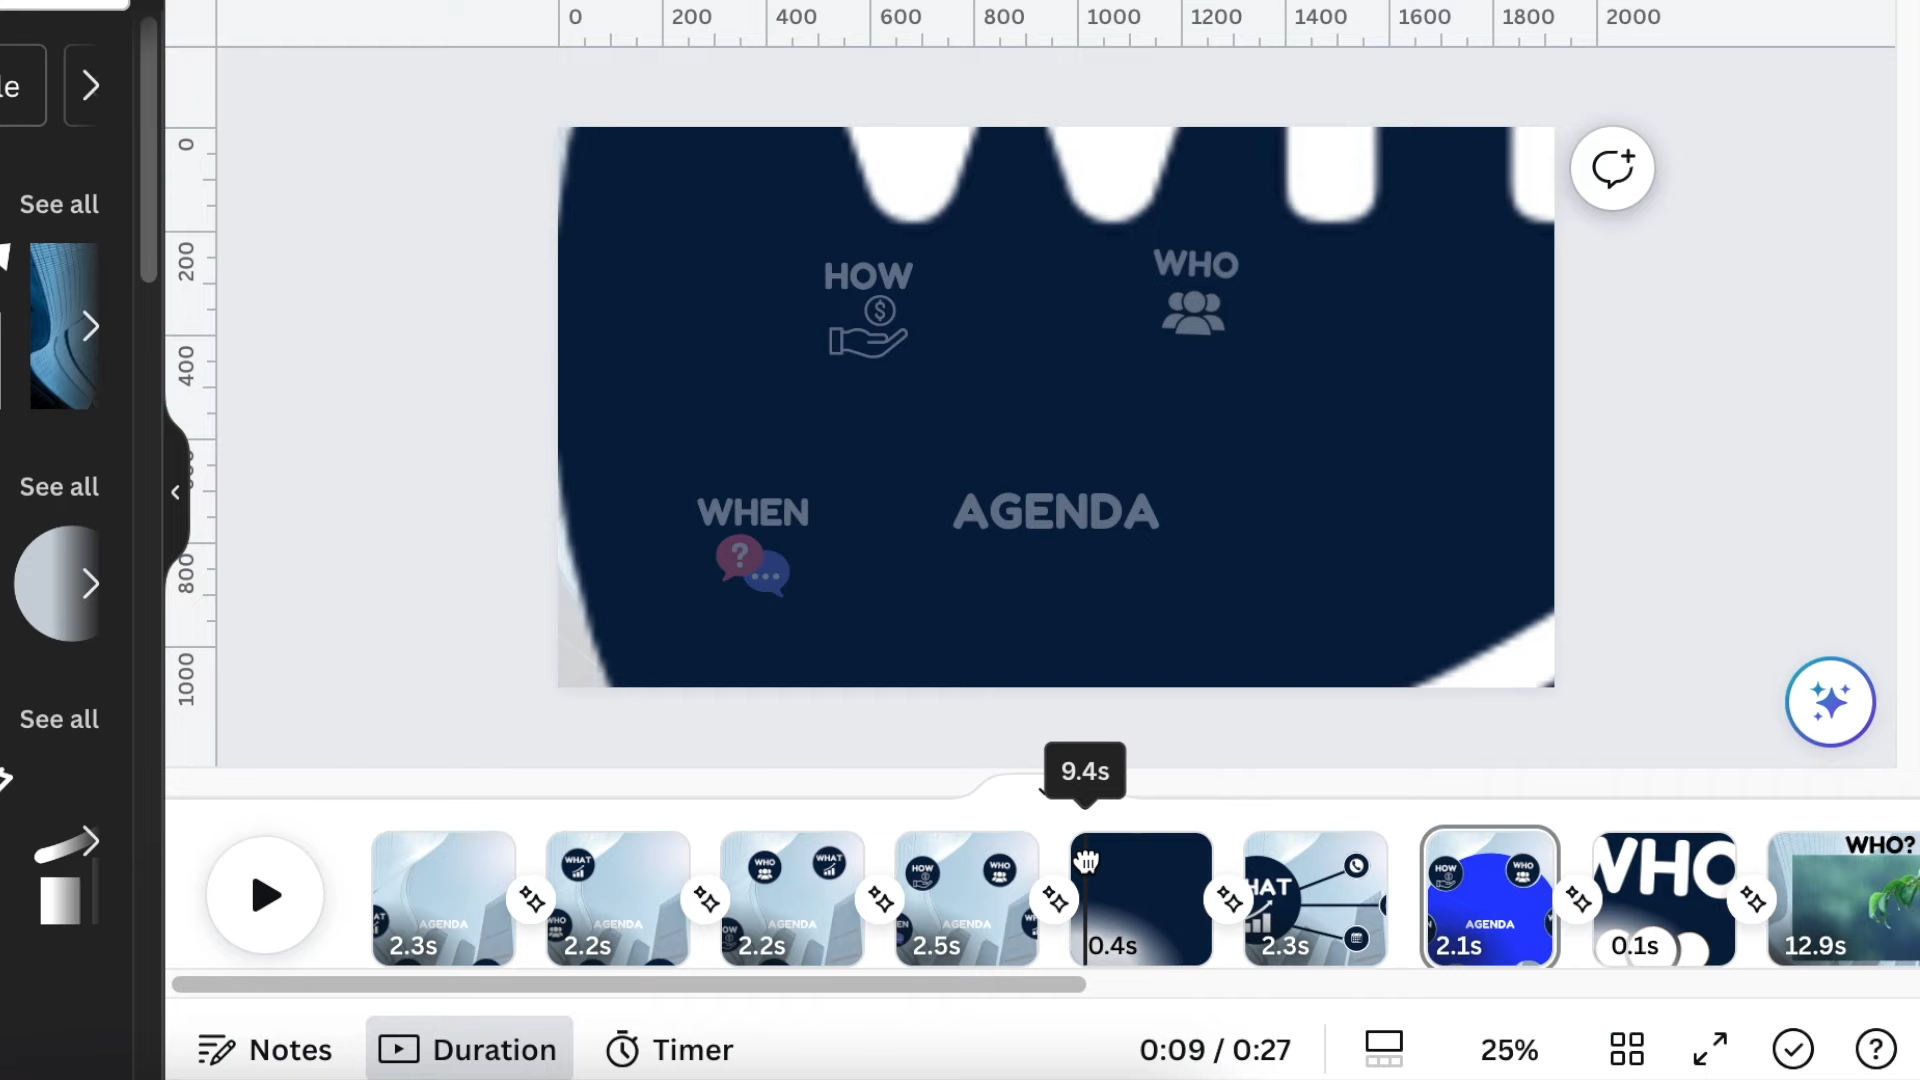 0 200 400 600 800 1000 1200 1400 1600 1800 2000
le
0
200
400
800
1000
See all
See all
See all
HOW
WHO
$
WHEN
AGENDA
?
9.4s
WHAT
WHO
WHAT
HOW
WHO
HAT
HOW
WHO
WHO
WHO?
AGENDA
AGENDA
AGENDA
AGENDA
AGENDA
2.3s
2.2s
2.2s
2.5s
0.4s
2.3s
2.1s
0.1s
12.9s
Notes
Duration
Timer
0:09 / 0:27
25%
?